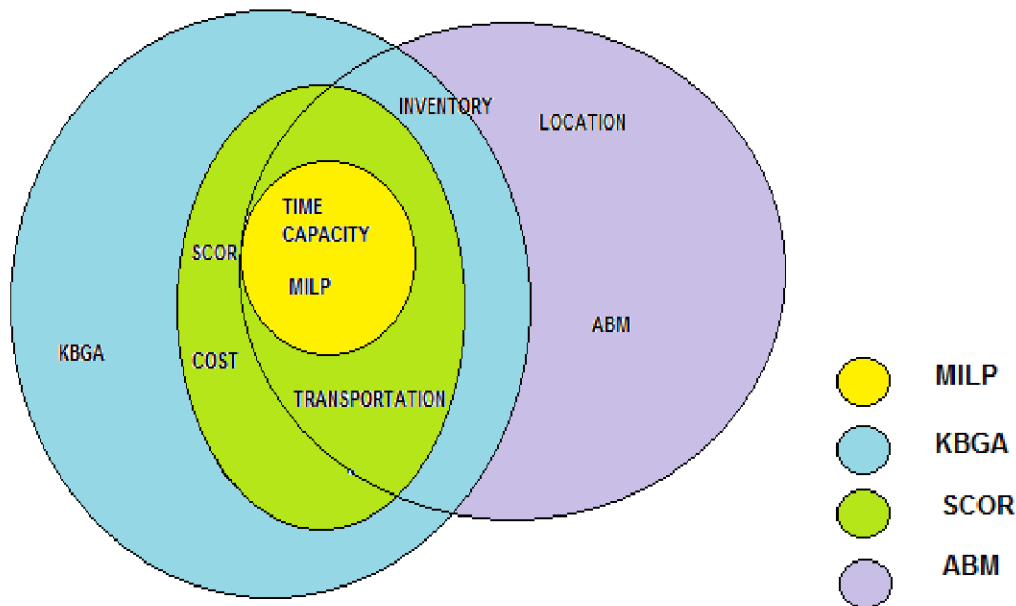 INVENTORY
LOCATION
TIME
CAPACITY
SCOR
MILP
ABM
KBGA
COST
TRANSPORTATION
MILP
KBGA
SCOR
ABM